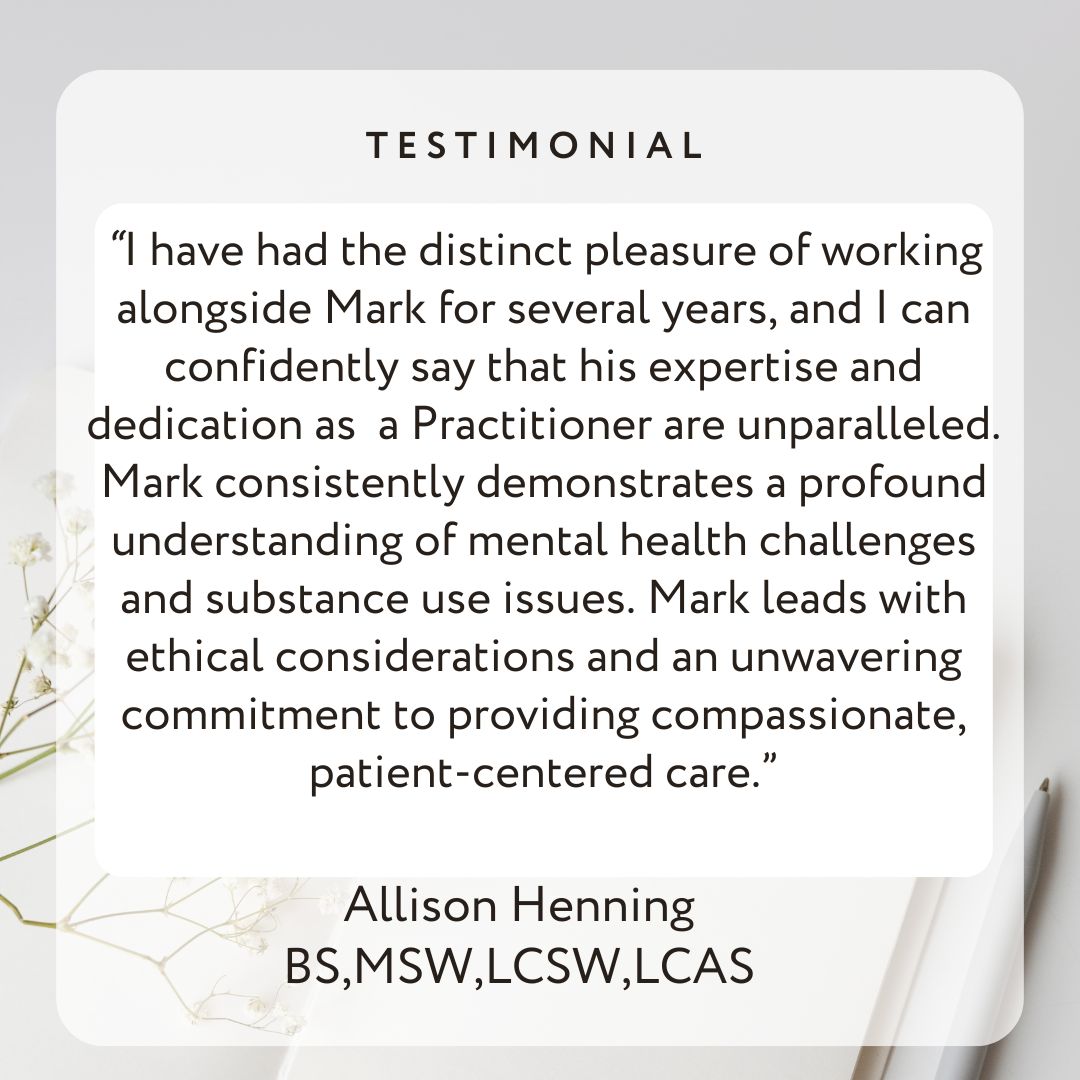 TESTIMONIAL
“I have had the distinct pleasure of working
alongside Mark for several years, and I can
confidently say that his expertise and
dedication as  a Practitioner are unparalleled.
Mark consistently demonstrates a profound
understanding of mental health challenges
and substance use issues. Mark leads with
ethical considerations and an unwavering
commitment to providing compassionate,
patient-centered care.”
Allison Henning
BS,MSW,LCSW,LCAS